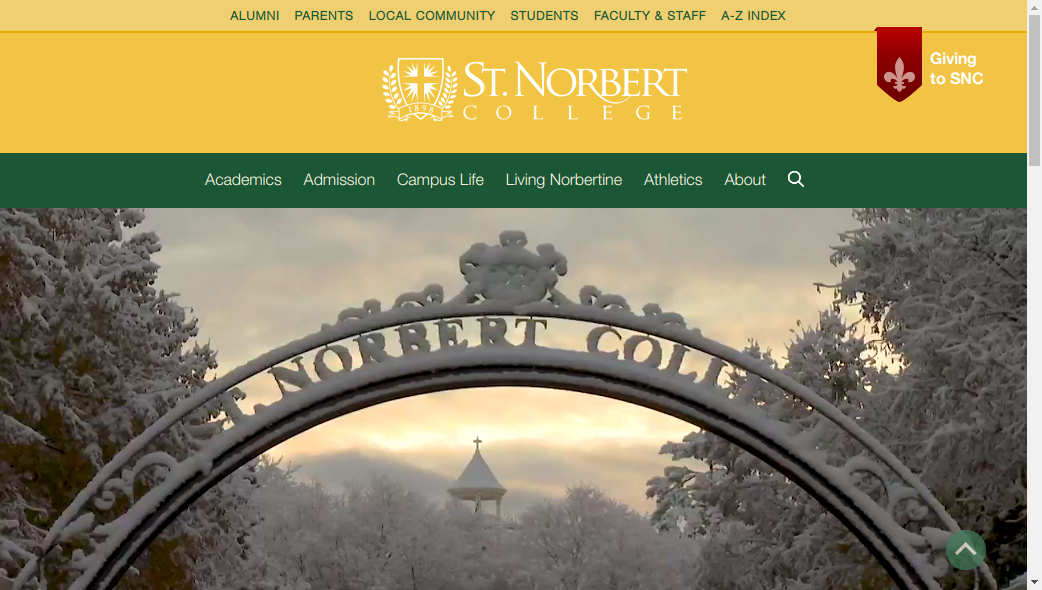 ALUMNI PARENTS LOCAL COMMUNITY STUDENTS FACULTY & STAFF A-Z INDEX
Giving
to SNC
ST. NORBERT
COLLEGE
1898
Academics Admission Campus Life Living Norbertine Athletics About
ST. NORBERT COLLE